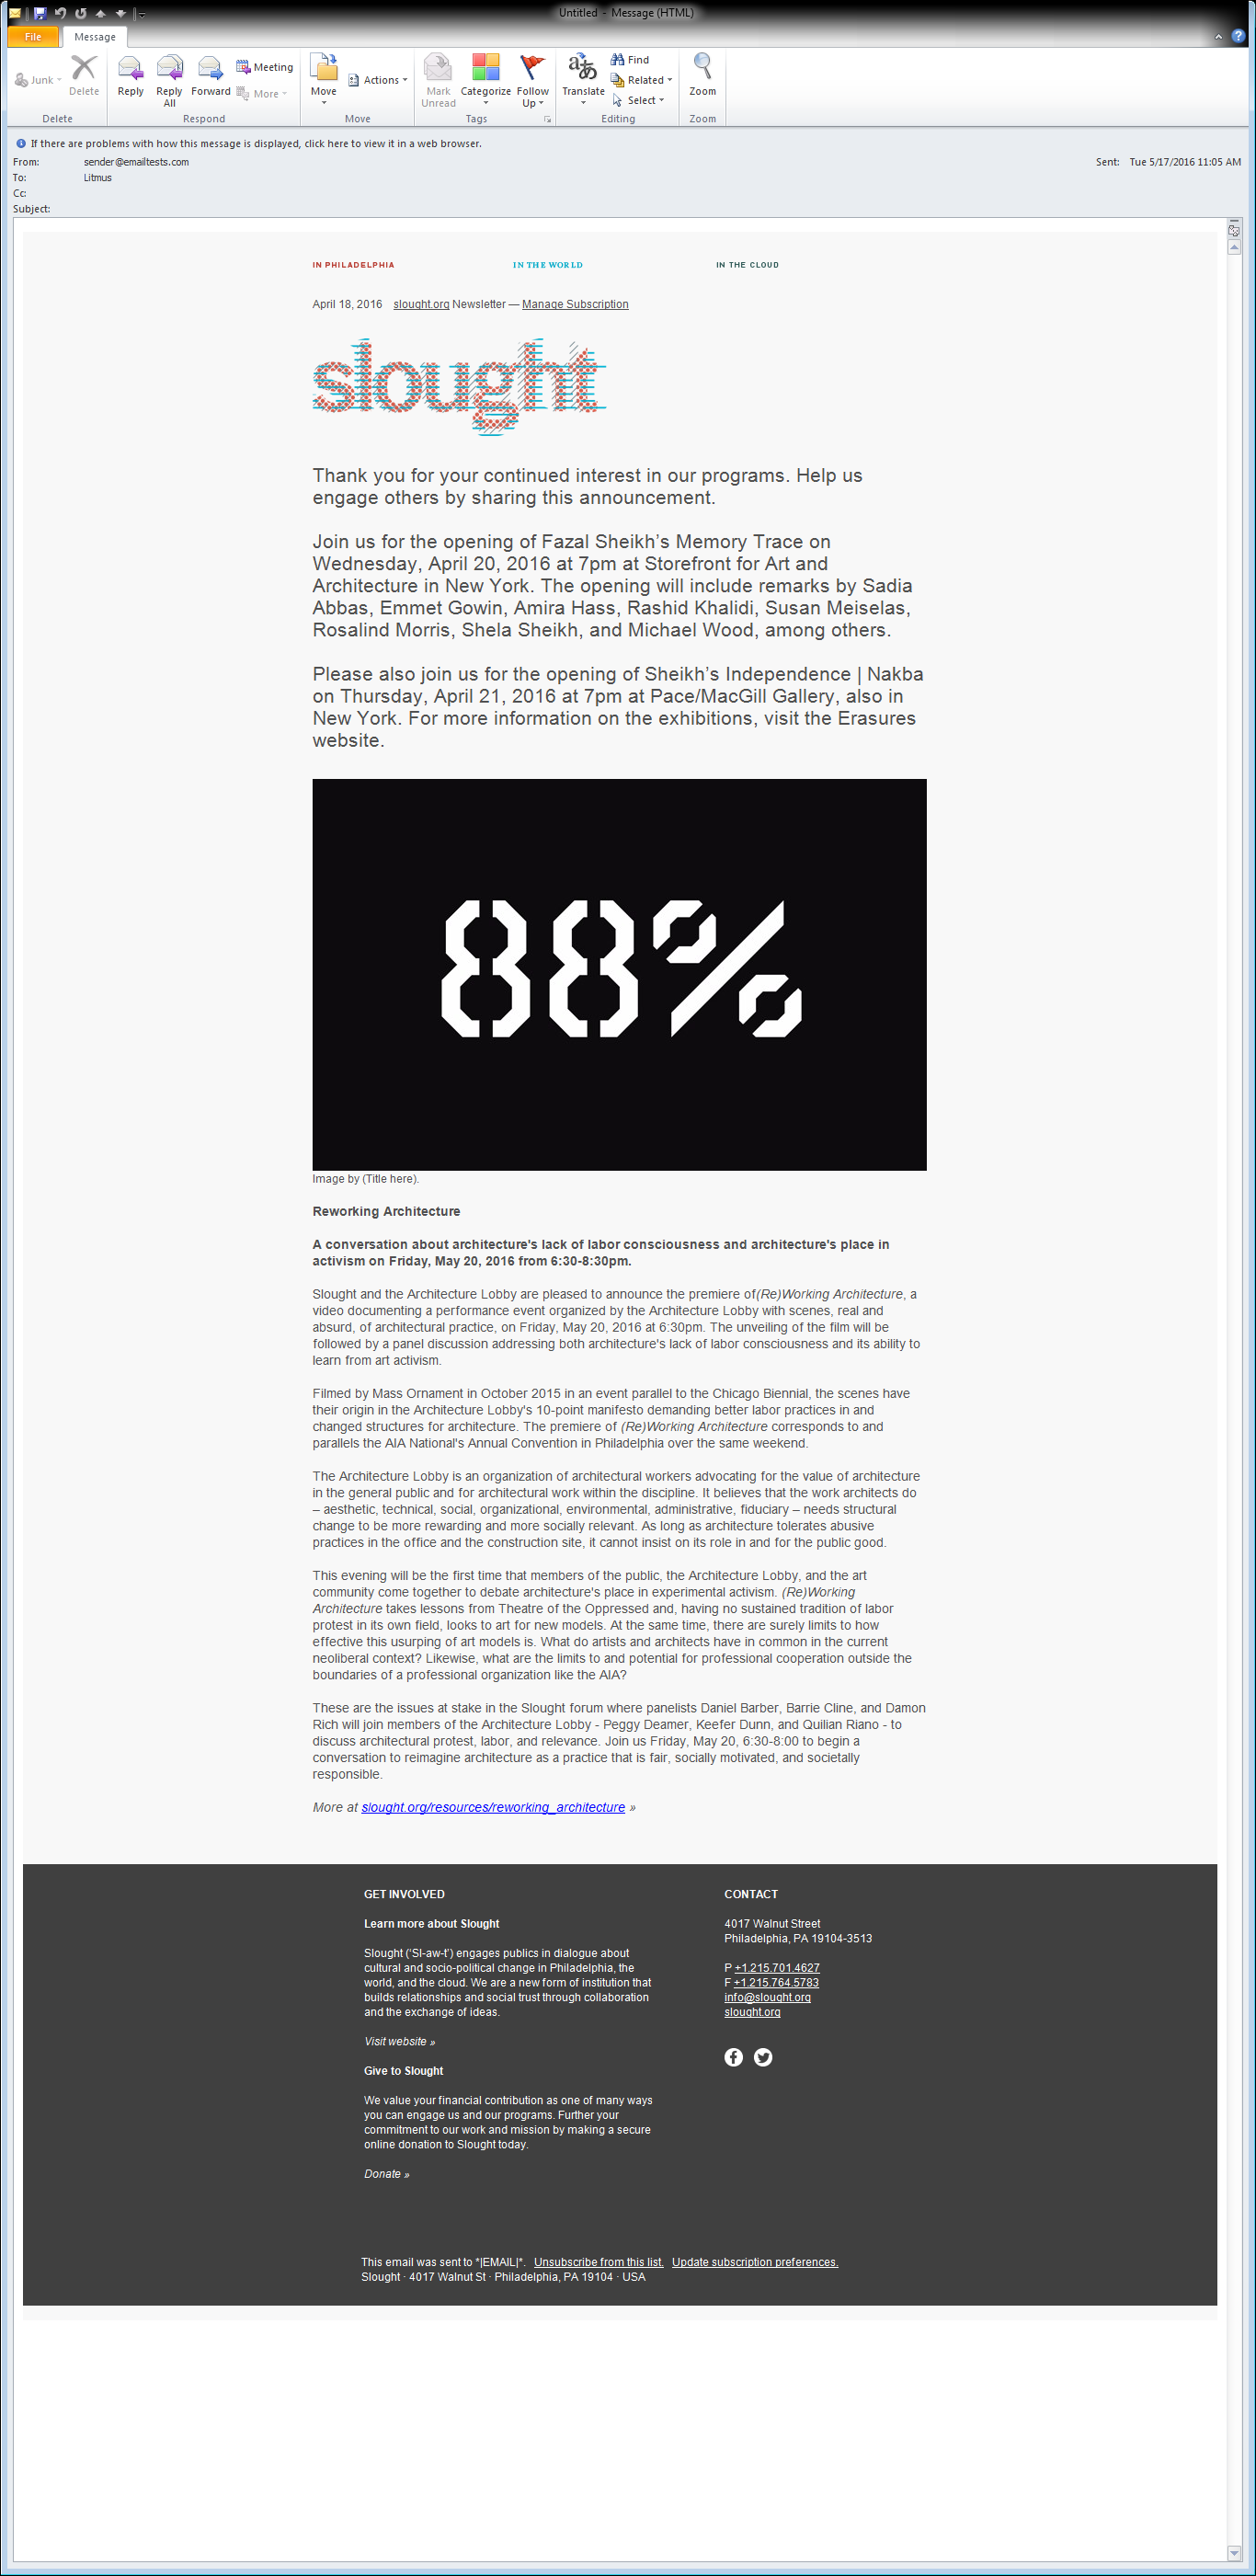 Untitled - Message (HTML)
File Message
Junk Delete Reply Reply All Forward Meeting More Move Actions Mark Unread Categorize Follow Up Translate Find Related Select Zoom
Delete Respond Move Tags Editing Zoom
If there are problems with how this message is displayed, click here to view it in a web browser.
From: sender@emailtests.com Sent: Tue 5/17/2016 11:05 AM
To: Litmus
Cc:
Subject:
IN PHILADELPHIA IN THE WORLD IN THE CLOUD
April 18, 2016 slought.org Newsletter — Manage Subscription
slought
Thank you for your continued interest in our programs. Help us
engage others by sharing this announcement.
Join us for the opening of Fazal Sheikh’s Memory Trace on
Wednesday, April 20, 2016 at 7pm at Storefront for Art and
Architecture in New York. The opening will include remarks by Sadia
Abbas, Emmet Gowin, Amira Hass, Rashid Khalidi, Susan Meiselas,
Rosalind Morris, Shela Sheikh, and Michael Wood, among others.
Please also join us for the opening of Sheikh’s Independence | Nakba
on Thursday, April 21, 2016 at 7pm at Pace/MacGill Gallery, also in
New York. For more information on the exhibitions, visit the Erasures
website.
88%
Image by (Title here).
Reworking Architecture
A conversation about architecture's lack of labor consciousness and architecture's place in
activism on Friday, May 20, 2016 from 6:30-8:30pm.
Slought and the Architecture Lobby are pleased to announce the premiere of(Re)Working Architecture, a
video documenting a performance event organized by the Architecture Lobby with scenes, real and
absurd, of architectural practice, on Friday, May 20, 2016 at 6:30pm. The unveiling of the film will be
followed by a panel discussion addressing both architecture's lack of labor consciousness and its ability to
learn from art activism.
Filmed by Mass Ornament in October 2015 in an event parallel to the Chicago Biennial, the scenes have
their origin in the Architecture Lobby's 10-point manifesto demanding better labor practices in and
changed structures for architecture. The premiere of (Re)Working Architecture corresponds to and
parallels the AIA National's Annual Convention in Philadelphia over the same weekend.
The Architecture Lobby is an organization of architectural workers advocating for the value of architecture
in the general public and for architectural work within the discipline. It believes that the work architects do
– aesthetic, technical, social, organizational, environmental, administrative, fiduciary – needs structural
change to be more rewarding and more socially relevant. As long as architecture tolerates abusive
practices in the office and the construction site, it cannot insist on its role in and for the public good.
This evening will be the first time that members of the public, the Architecture Lobby, and the art
community come together to debate architecture's place in experimental activism. (Re)Working
Architecture takes lessons from Theatre of the Oppressed and, having no sustained tradition of labor
protest in its own field, looks to art for new models. At the same time, there are surely limits to how
effective this usurping of art models is. What do artists and architects have in common in the current
neoliberal context? Likewise, what are the limits to and potential for professional cooperation outside the
boundaries of a professional organization like the AIA?
These are the issues at stake in the Slought forum where panelists Daniel Barber, Barrie Cline, and Damon
Rich will join members of the Architecture Lobby - Peggy Deamer, Keefer Dunn, and Quilian Riano - to
discuss architectural protest, labor, and relevance. Join us Friday, May 20, 6:30-8:00 to begin a
conversation to reimagine architecture as a practice that is fair, socially motivated, and societally
responsible.
More at slought.org/resources/reworking_architecture »
GET INVOLVED
Learn more about Slought
Slought (‘Sl-aw-t’) engages publics in dialogue about
cultural and socio-political change in Philadelphia, the
world, and the cloud. We are a new form of institution that
builds relationships and social trust through collaboration
and the exchange of ideas.
Visit website »
Give to Slought
We value your financial contribution as one of many ways
you can engage us and our programs. Further your
commitment to our work and mission by making a secure
online donation to Slought today.
Donate »
CONTACT
4017 Walnut Street
Philadelphia, PA 19104-3513
P +1.215.701.4627
F +1.215.764.5783
info@slought.org
slought.org
This email was sent to *|EMAIL|*. Unsubscribe from this list. Update subscription preferences.
Slought · 4017 Walnut St · Philadelphia, PA 19104 · USA